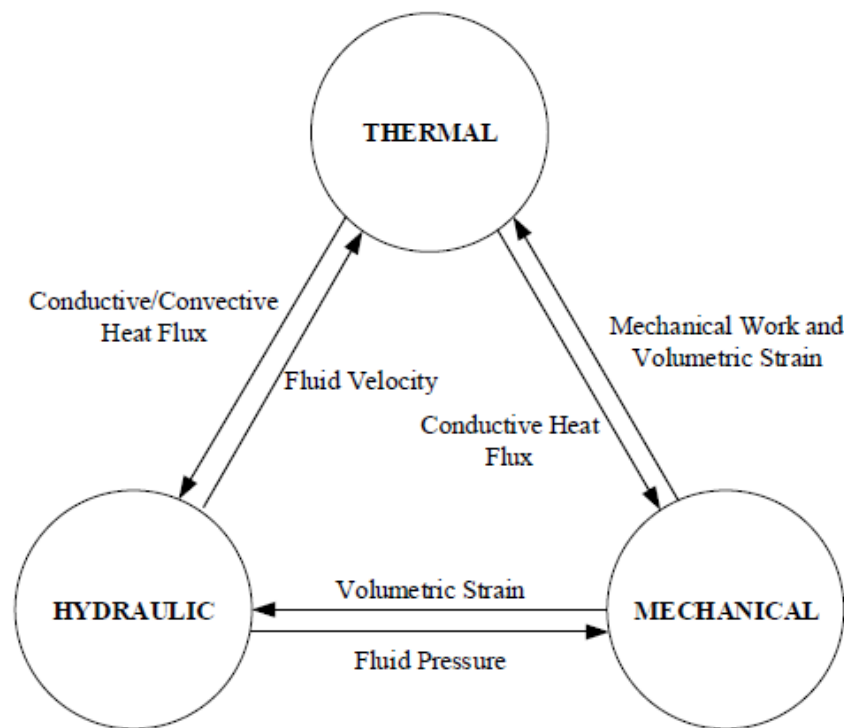 THERMAL
Conductive/Convective
Heat Flux
Mechanical Work and
Volumetric Strain
Fluid Velocity
Conductive Heat
Flux
Volumetric Strain
HYDRAULIC
MECHANICAL
Fluid Pressure